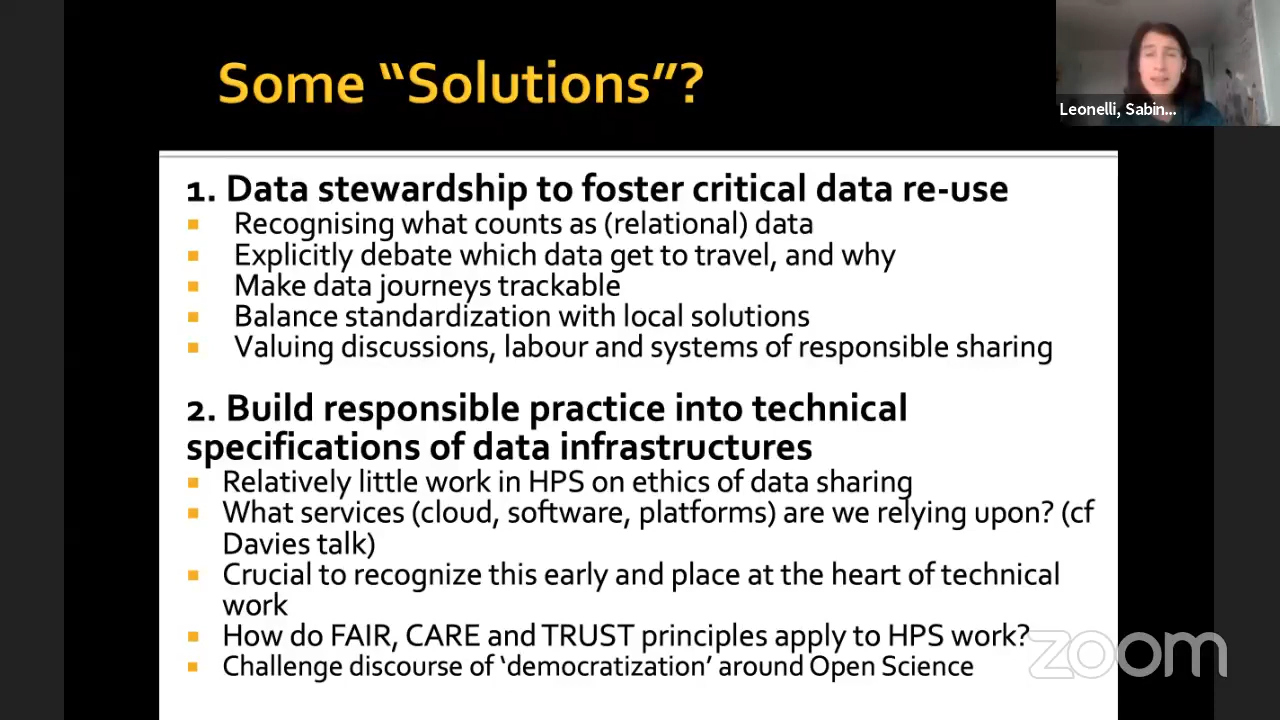 Some “Solutions”?
Leonelli, Sabin...
1. Data stewardship to foster critical data re-use
Recognising what counts as (relational) data
Explicitly debate which data get to travel, and why
Make data journeys trackable
Balance standardization with local solutions
Valuing discussions, labour and systems of responsible sharing
2. Build responsible practice into technical
specifications of data infrastructures
Relatively little work in HPS on ethics of data sharing
What services (cloud, software, platforms) are we relying upon? (cf
Davies talk)
Crucial to recognize this early and place at the heart of technical
work
How do FAIR, CARE and TRUST principles apply to HPS work?
Challenge discourse of ‘democratization’ around Open Science
zoom